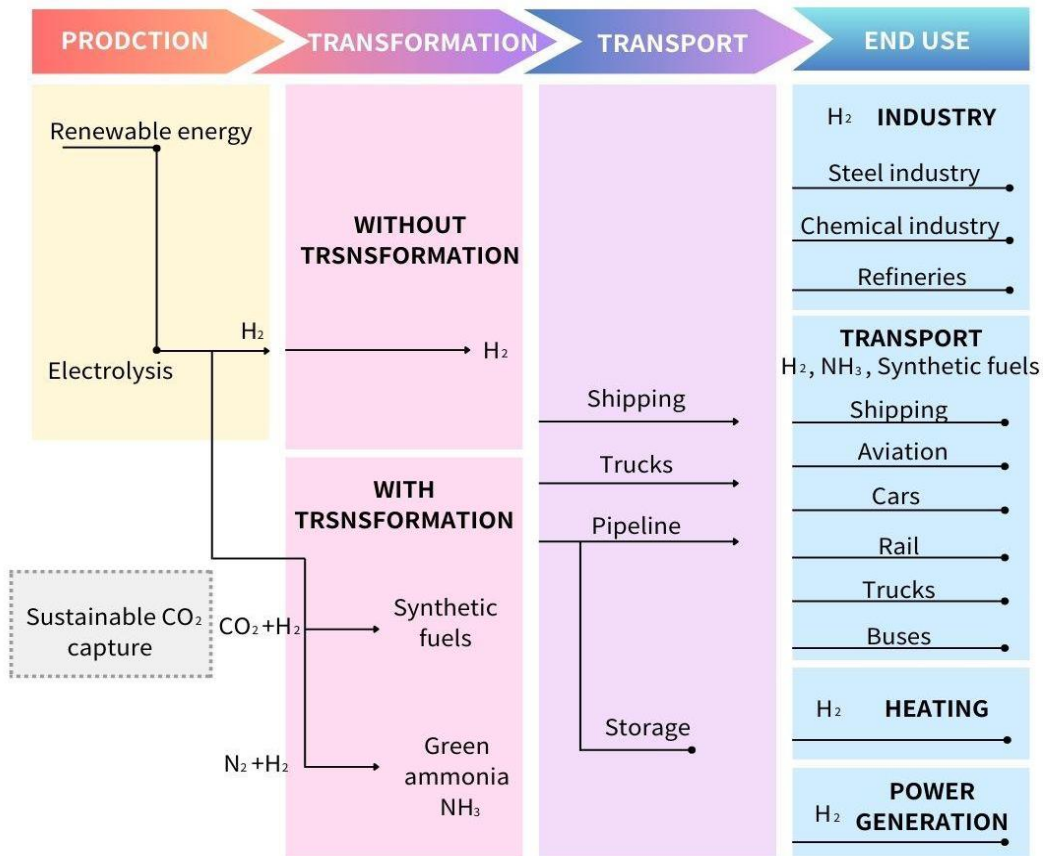 PRODCTION
TRANSFORMATION
TRANSPORT
END USE
Renewable energy
H₂
Electrolysis
Sustainable CO₂
capture
WITHOUT
TRSNSFORMATION
H₂
WITH
TRSNSFORMATION
CO₂+H₂
Synthetic
fuels
N₂+H₂
Green
ammonia
NH₃
Shipping
Trucks
Pipeline
Storage
H₂ INDUSTRY
Steel industry
Chemical industry
Refineries
TRANSPORT
H₂, NH₃, Synthetic fuels
Shipping
Aviation
Cars
Rail
Trucks
Buses
H₂ HEATING
POWER
H₂ GENERATION